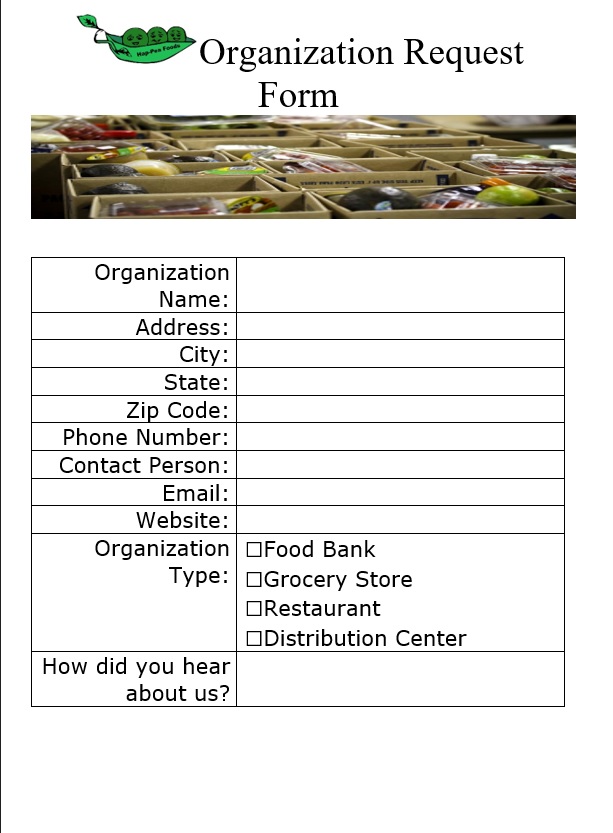 Hap-Pea Foods
Organization Request
Form
Organization
Name:
Address:
City:
State:
Zip Code:
Phone Number:
Contact Person:
Email:
Website:
Organization
Type:
☐Food Bank
☐Grocery Store
☐Restaurant
☐Distribution Center
How did you hear
about us?